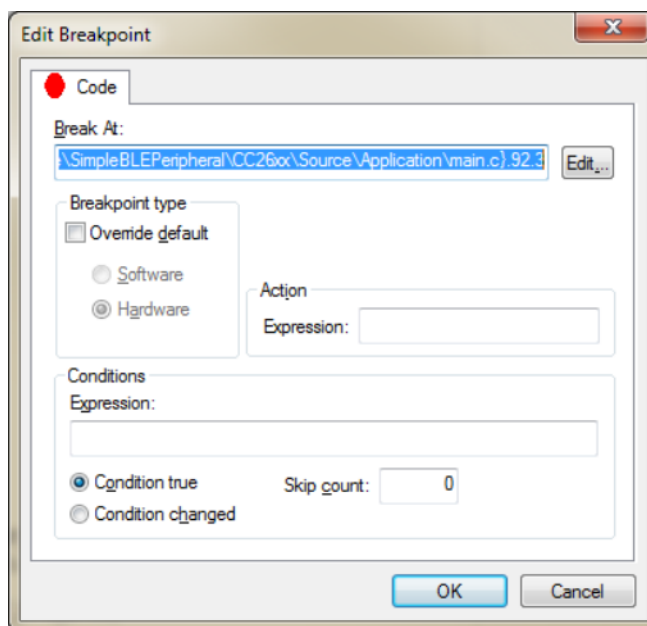 Edit Breakpoint
Code
Break At:
\SimpleBLEPeripheral\CC26xx\Source\Application\main.c}.92.3
Edit...
Breakpoint type
Override default
Software
Hardware
Action
Expression:
Conditions
Expression:
Condition true
Skip count: 0
Condition changed
OK Cancel